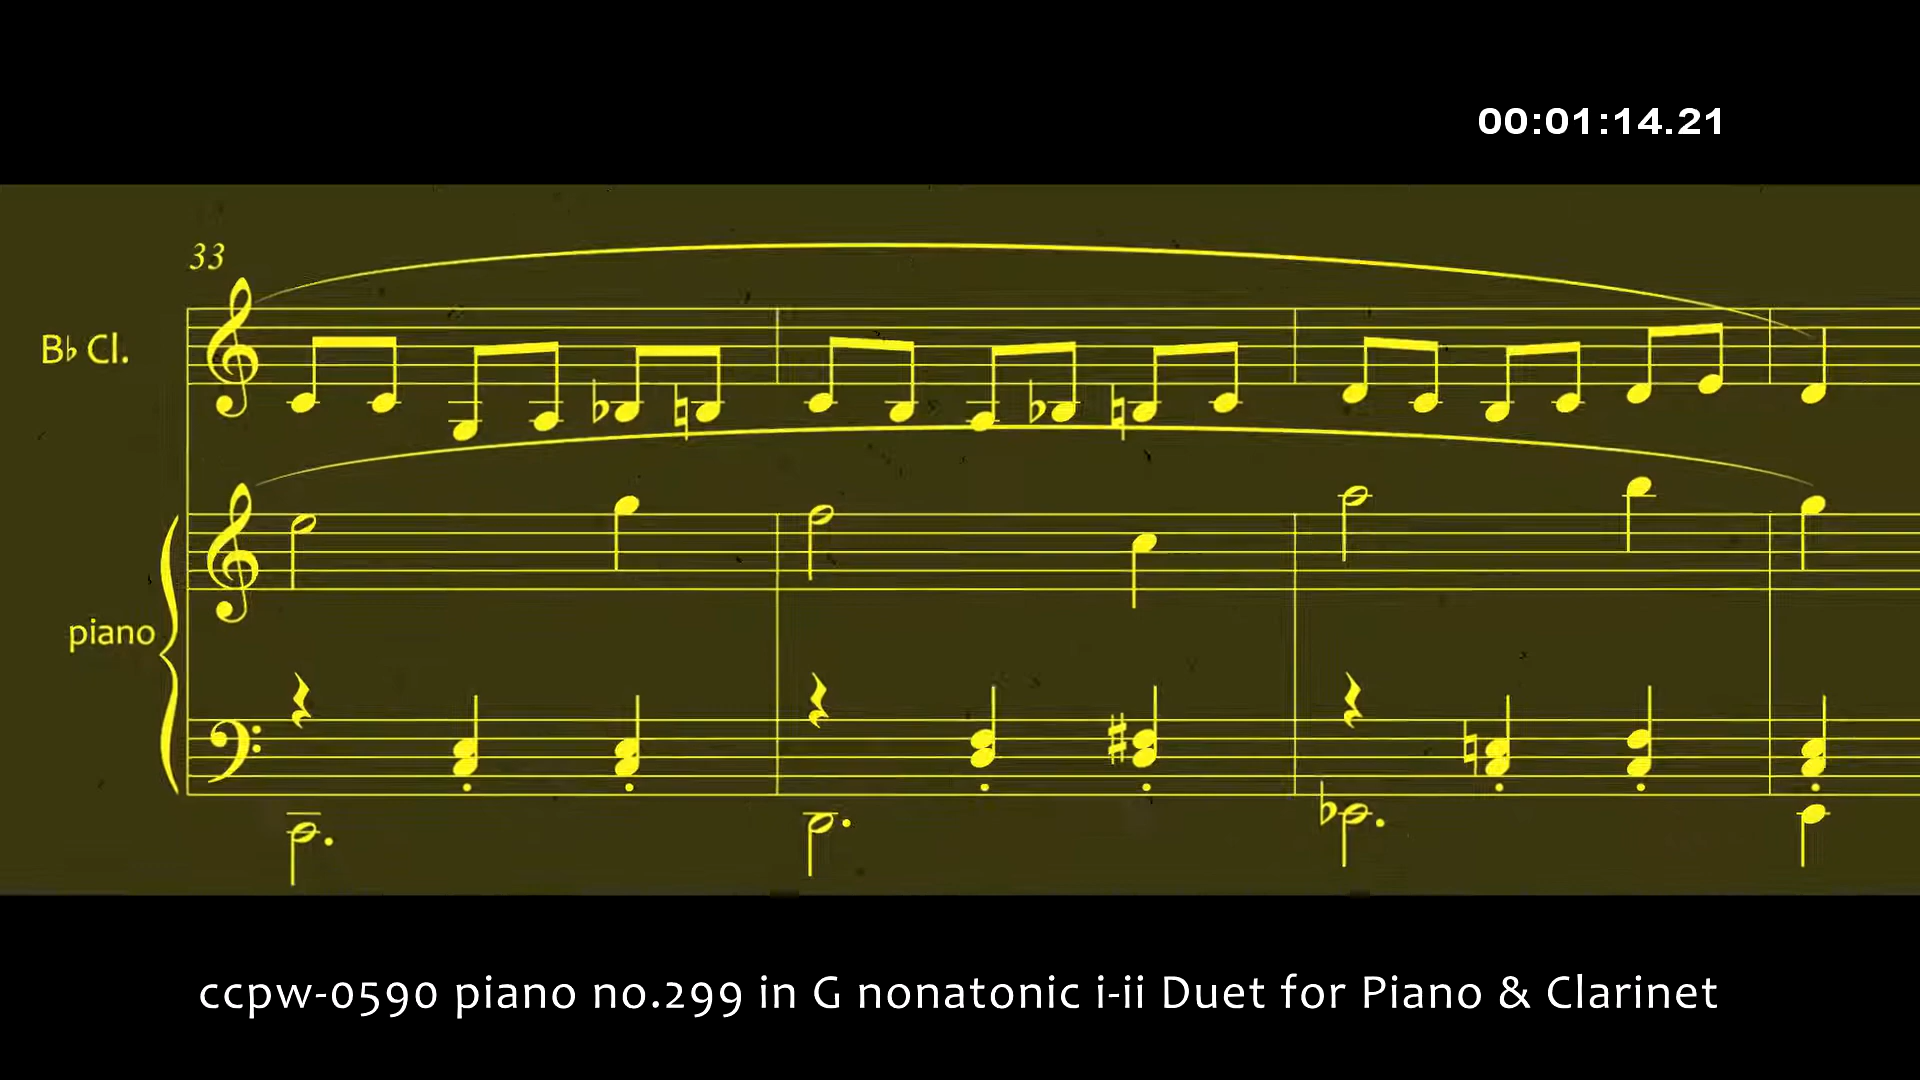 00:01:14.21
33
B♭ Cl.
piano
ccpw-0590 piano no.299 in G nonatonic i-ii Duet for Piano & Clarinet